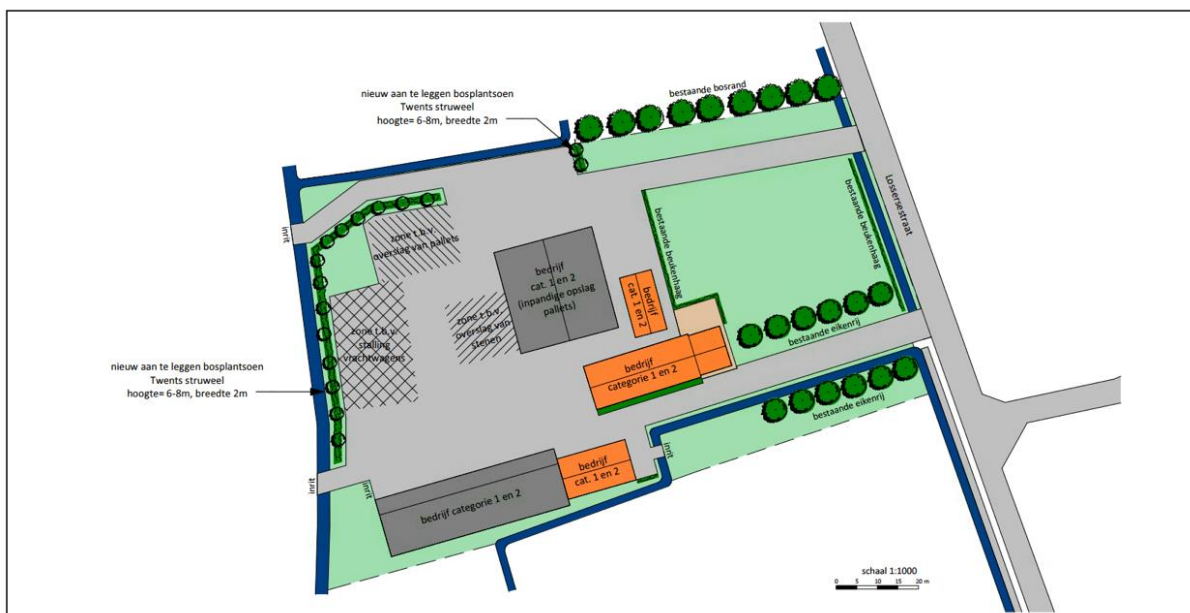 nieuw aan te leggen bosplantsoen
Twents struweel
hoogte= 6-8m, breedte 2m
bestaande bosrand
Lossersestraat
bestaande beukenhaag
bestaande beukenhaag
inrit
zone t.b.v.
overslag van pallets
bedrijf
cat. 1 en 2
(inpandige opslag
pallets)
bedrijf
cat. 1 en 2
zone t.b.v.
overslag van
stenen
zone t.b.v.
stalling
vrachtwagens
bestaande eikenrij
nieuw aan te leggen bosplantsoen
Twents struweel
hoogte= 6-8m, breedte 2m
bedrijf
categorie 1 en 2
bestaande eikenrij
inrit
inrit
inrit
bedrijf
cat. 1 en 2
bedrijf categorie 1 en 2
schaal 1:1000
0 5 10 15 20 m